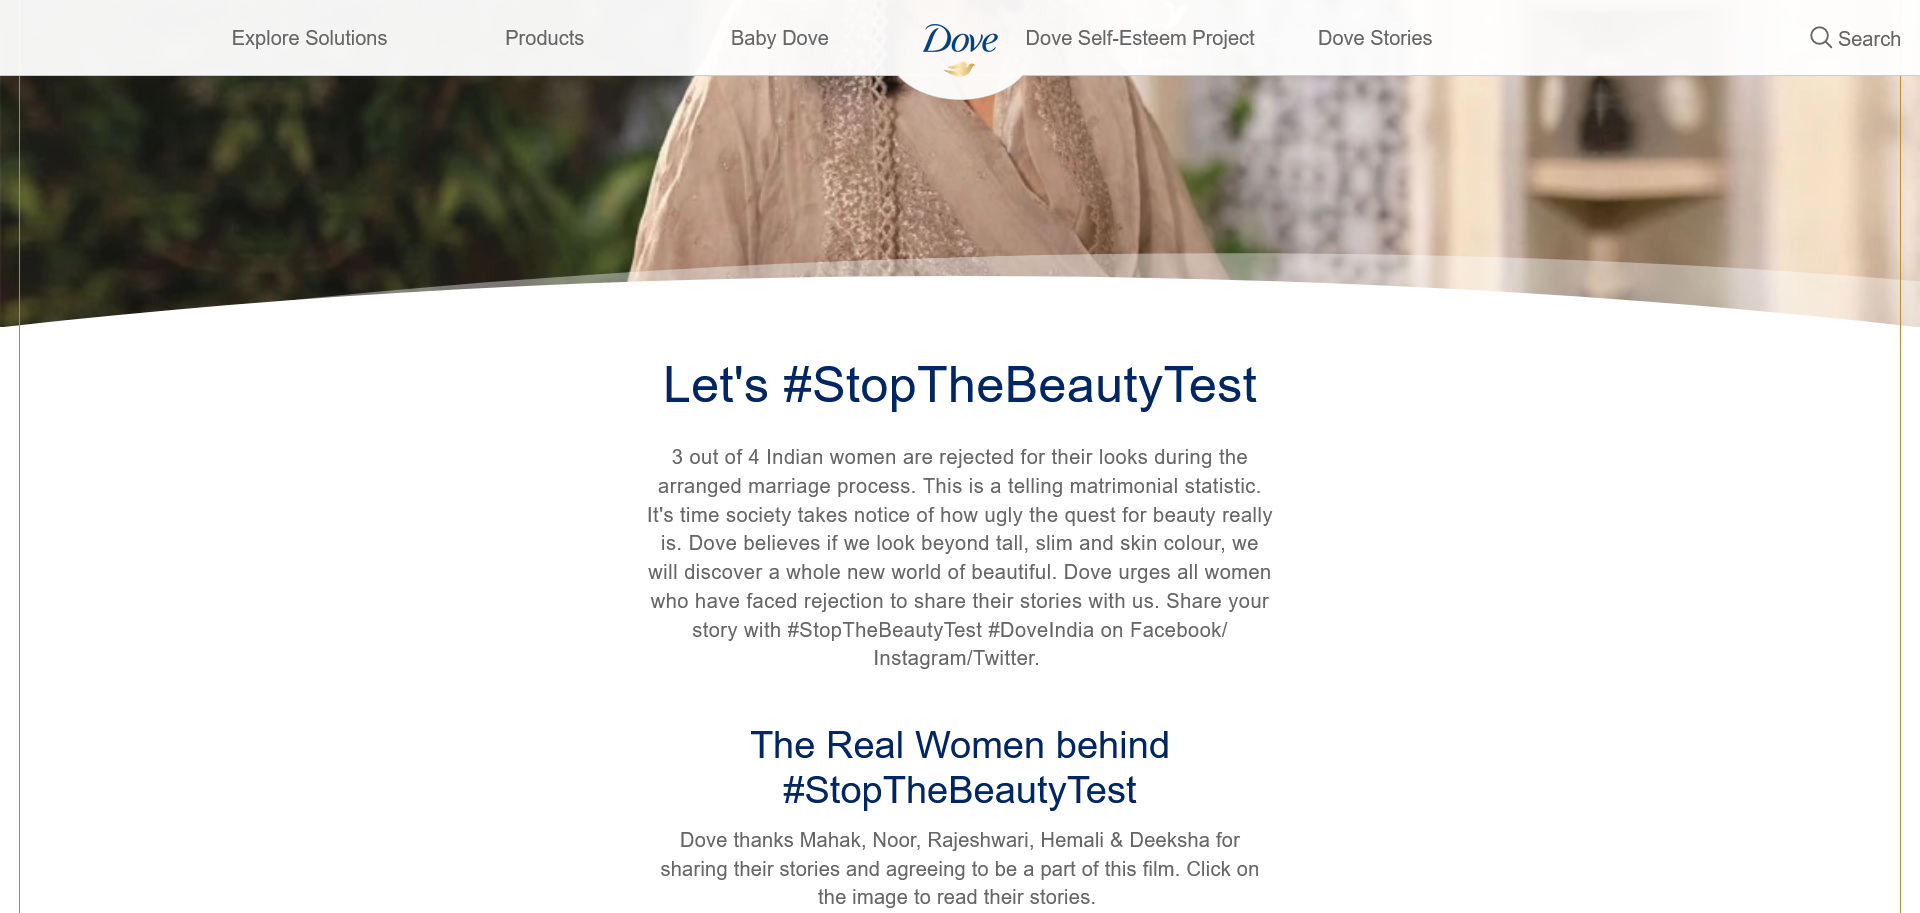 Explore Solutions
Products
Baby Dove
Dove
Dove Self-Esteem Project
Dove Stories
Search
Let's #StopTheBeautyTest
3 out of 4 Indian women are rejected for their looks during the
arranged marriage process. This is a telling matrimonial statistic.
It's time society takes notice of how ugly the quest for beauty really
is. Dove believes if we look beyond tall, slim and skin colour, we
will discover a whole new world of beautiful. Dove urges all women
who have faced rejection to share their stories with us. Share your
story with #StopTheBeautyTest #DoveIndia on Facebook/
Instagram/Twitter.
The Real Women behind
#StopTheBeautyTest
Dove thanks Mahak, Noor, Rajeshwari, Hemali & Deeksha for
sharing their stories and agreeing to be a part of this film. Click on
the image to read their stories.